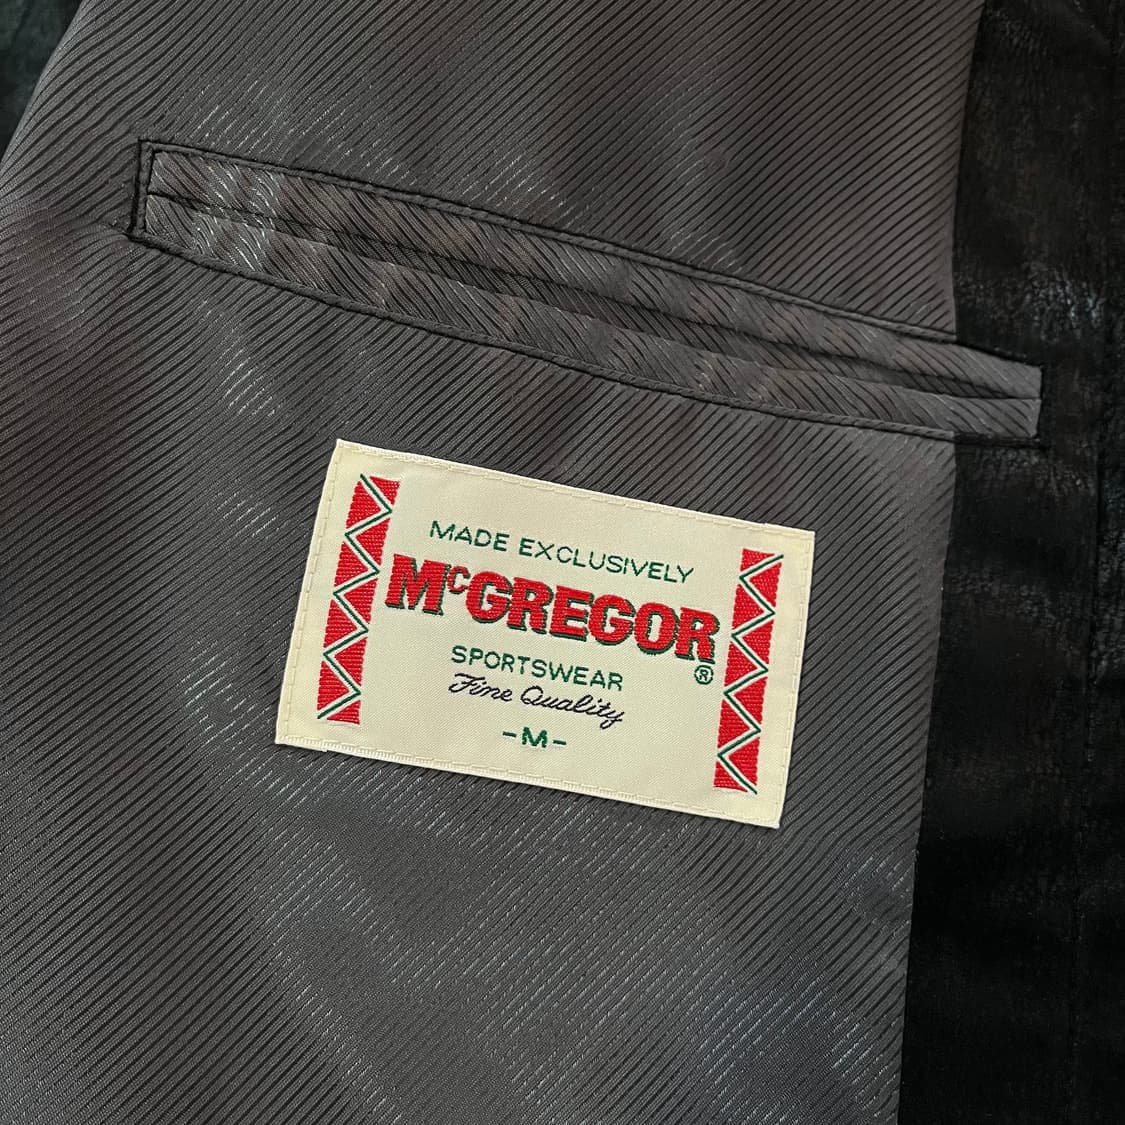 MADE EXCLUSIVELY
McGREGOR®
SPORTSWEAR
Fine Quality
-M-